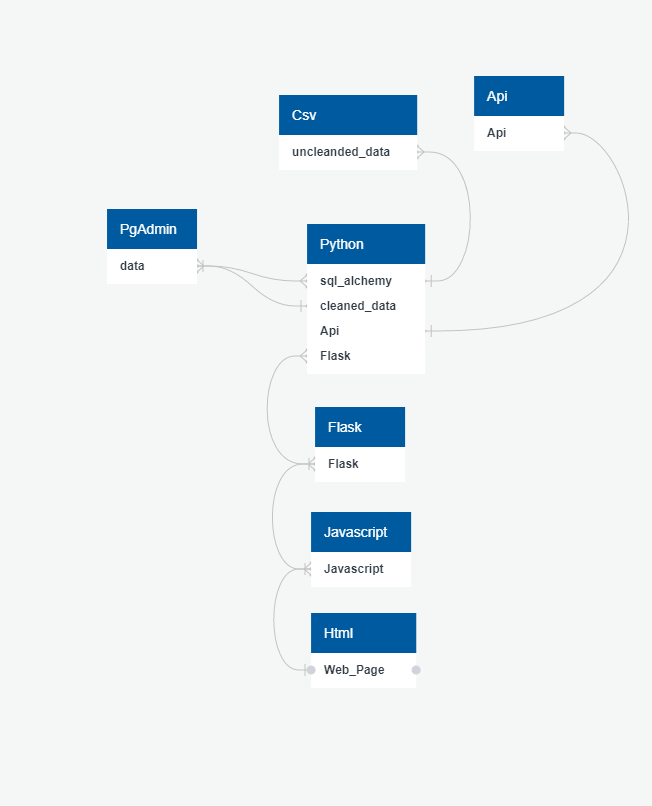 Api
Api
Csv
uncleanded_data
PgAdmin
data
Python
sql_alchemy
cleaned_data
Api
Flask
Flask
Flask
Javascript
Javascript
Html
Web_Page